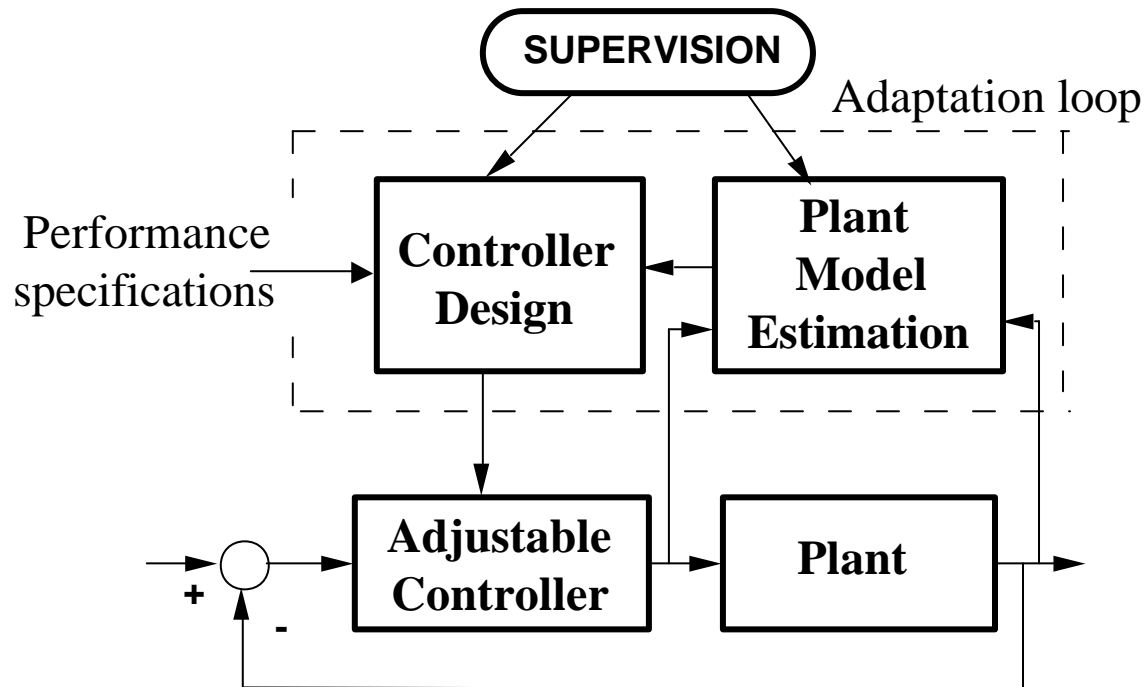 SUPERVISION
Adaptation loop
Performance
specifications
Controller
Design
Plant
Model
Estimation
Adjustable
Controller
Plant
+
-